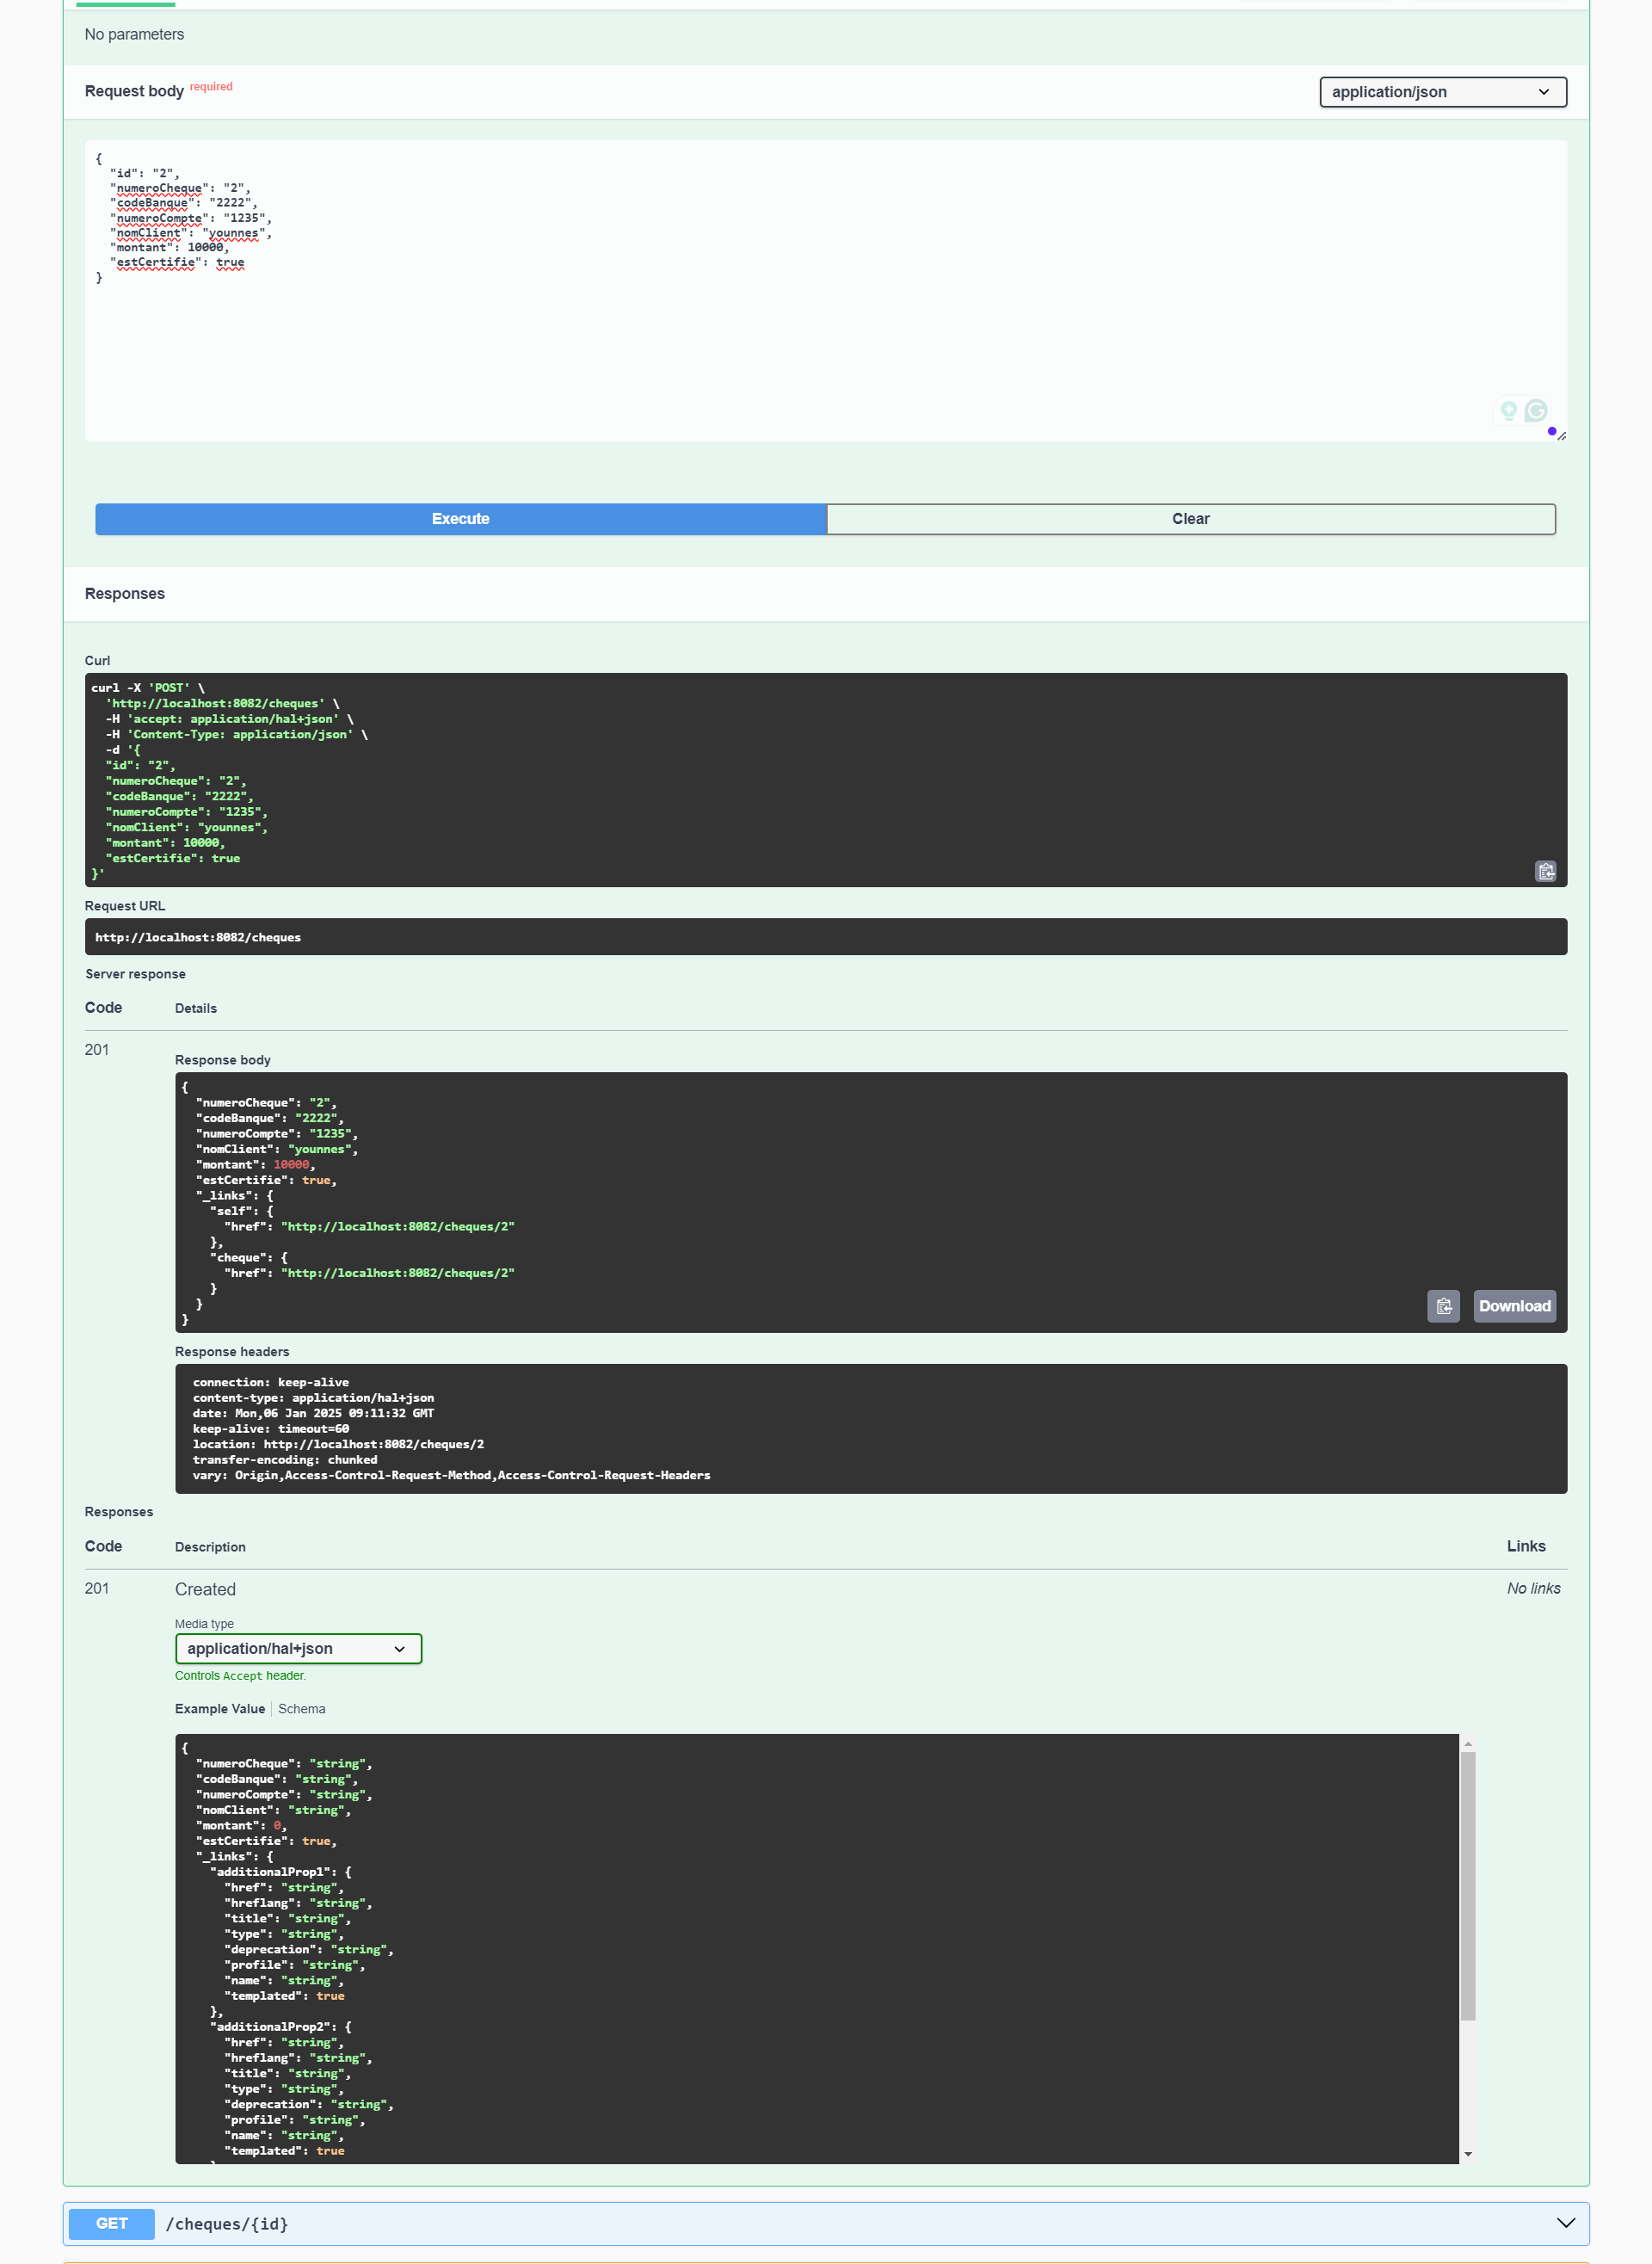 No parameters
Request body required
application/json
{
  "id": "2",
  "numeroCheque": "2",
  "codeBanque": "2222",
  "numeroCompte": "1235",
  "nomClient": "younnes",
  "montant": 10000,
  "estCertifie": true
}
Execute
Clear
Responses
Curl
curl -X 'POST' \
  'http://localhost:8082/cheques' \
  -H 'accept: application/hal+json' \
  -H 'Content-Type: application/json' \
  -d '{
  "id": "2",
  "numeroCheque": "2",
  "codeBanque": "2222",
  "numeroCompte": "1235",
  "nomClient": "younnes",
  "montant": 10000,
  "estCertifie": true
}'
Request URL
http://localhost:8082/cheques
Server response
Code Details
201
Response body
{
  "numeroCheque": "2",
  "codeBanque": "2222",
  "numeroCompte": "1235",
  "nomClient": "younnes",
  "montant": 10000,
  "estCertifie": true,
  "_links": {
    "self": {
      "href": "http://localhost:8082/cheques/2"
    },
    "cheque": {
      "href": "http://localhost:8082/cheques/2"
    }
  }
}
Download
Response headers
connection: keep-alive
content-type: application/hal+json
date: Mon,06 Jan 2025 09:11:32 GMT
keep-alive: timeout=60
location: http://localhost:8082/cheques/2
transfer-encoding: chunked
vary: Origin,Access-Control-Request-Method,Access-Control-Request-Headers
Responses
Code Description Links
201 Created No links
Media type
application/hal+json
Controls Accept header.
Example Value Schema
{
  "numeroCheque": "string",
  "codeBanque": "string",
  "numeroCompte": "string",
  "nomClient": "string",
  "montant": 0,
  "estCertifie": true,
  "_links": {
    "additionalProp1": {
      "href": "string",
      "hreflang": "string",
      "title": "string",
      "type": "string",
      "deprecation": "string",
      "profile": "string",
      "name": "string",
      "templated": true
    },
    "additionalProp2": {
      "href": "string",
      "hreflang": "string",
      "title": "string",
      "type": "string",
      "deprecation": "string",
      "profile": "string",
      "name": "string",
      "templated": true
GET /cheques/{id}